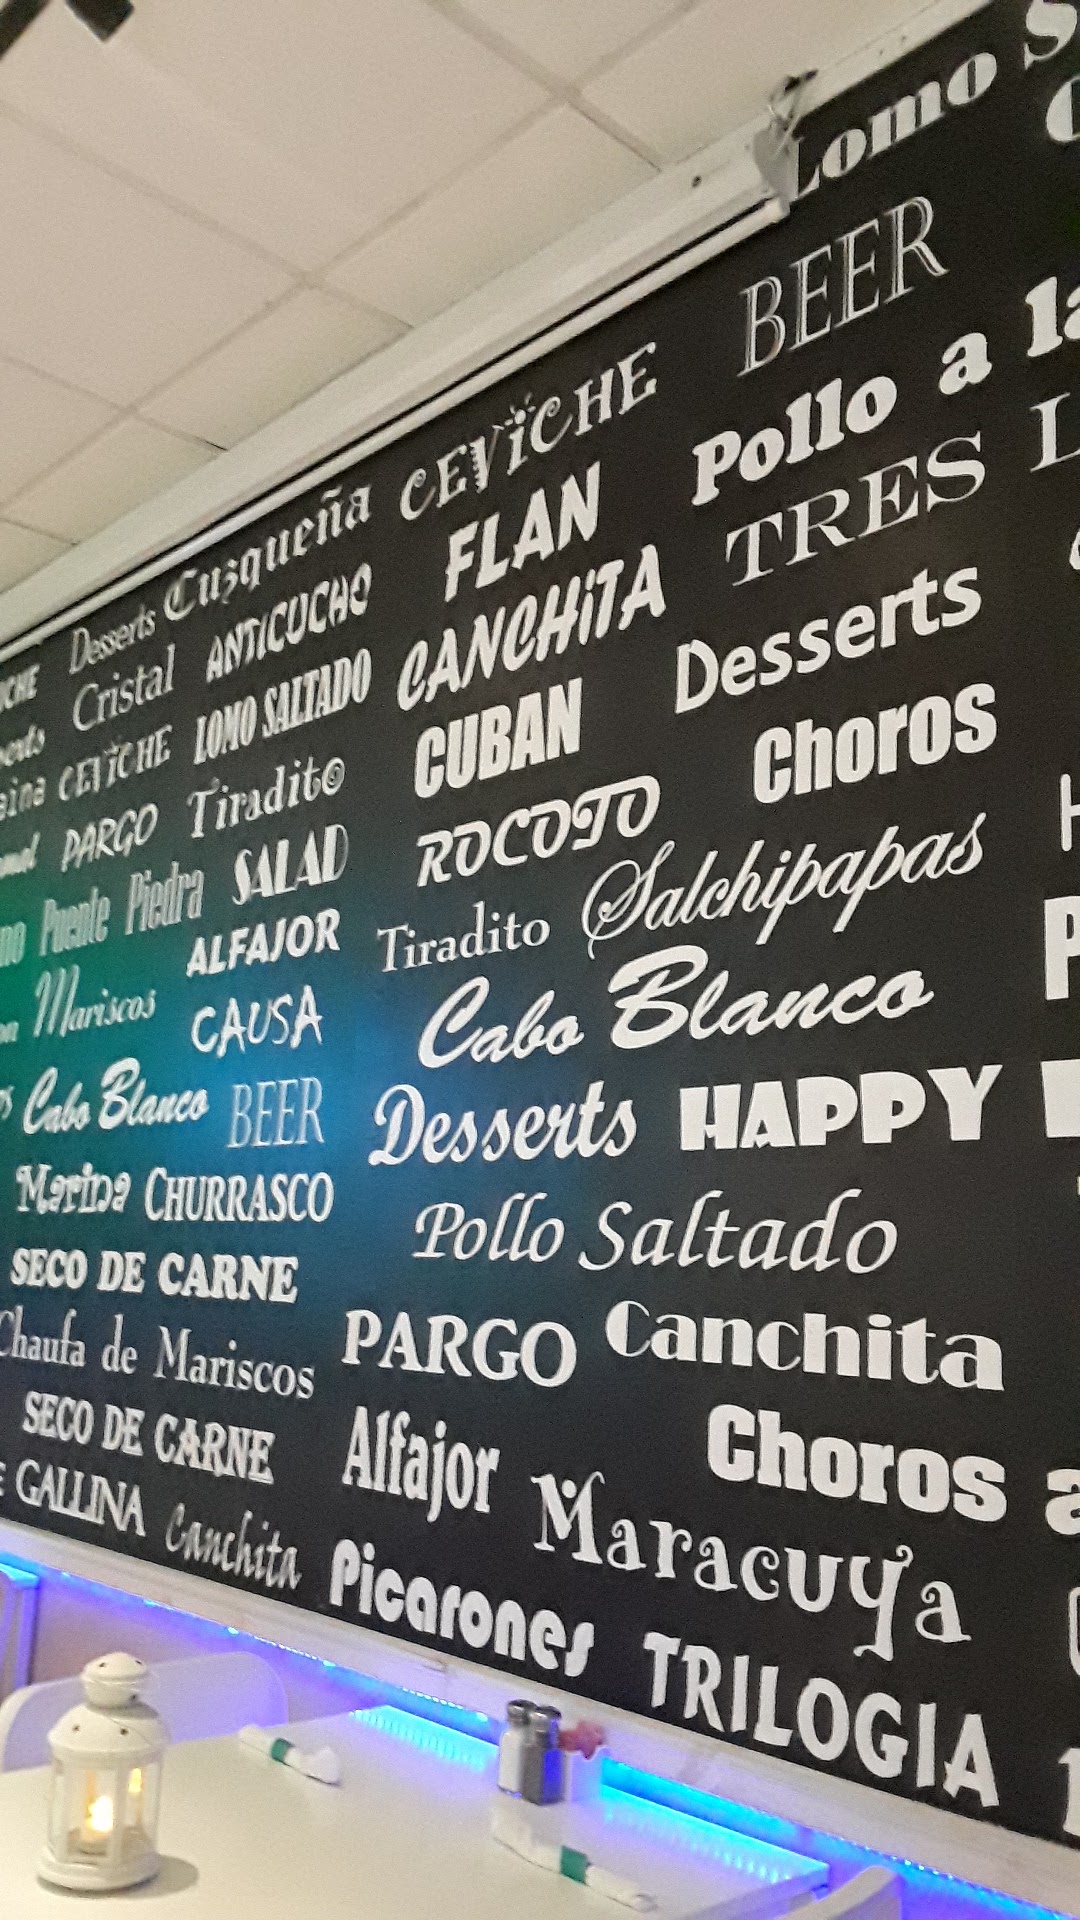 Lomo
BEER
CEViCHE
Pollo a la
Cuzqueña
FLAN
TRES
Desserts
ANTICUCHO
CANCHiTA
Desserts
Cristal
LOMO SALTADO
CUBAN
Choros
CEViCHE
Tiradito
ROCOTO
PARGO
SALAD
Tiradito
Salchipapas
Puente Piedra
ALFAJOR
Cabo Blanco
Mariscos
CAUSA
Desserts
HAPPY
Cabo Blanco
BEER
Pollo Saltado
Marina
CHURRASCO
SECO DE CARNE
PARGO
Canchita
Chaufa de Mariscos
Alfajor
Choros a
SECO DE CARNE
Maracuya
GALLINA
Canchita
Picarones
TRILOGIA